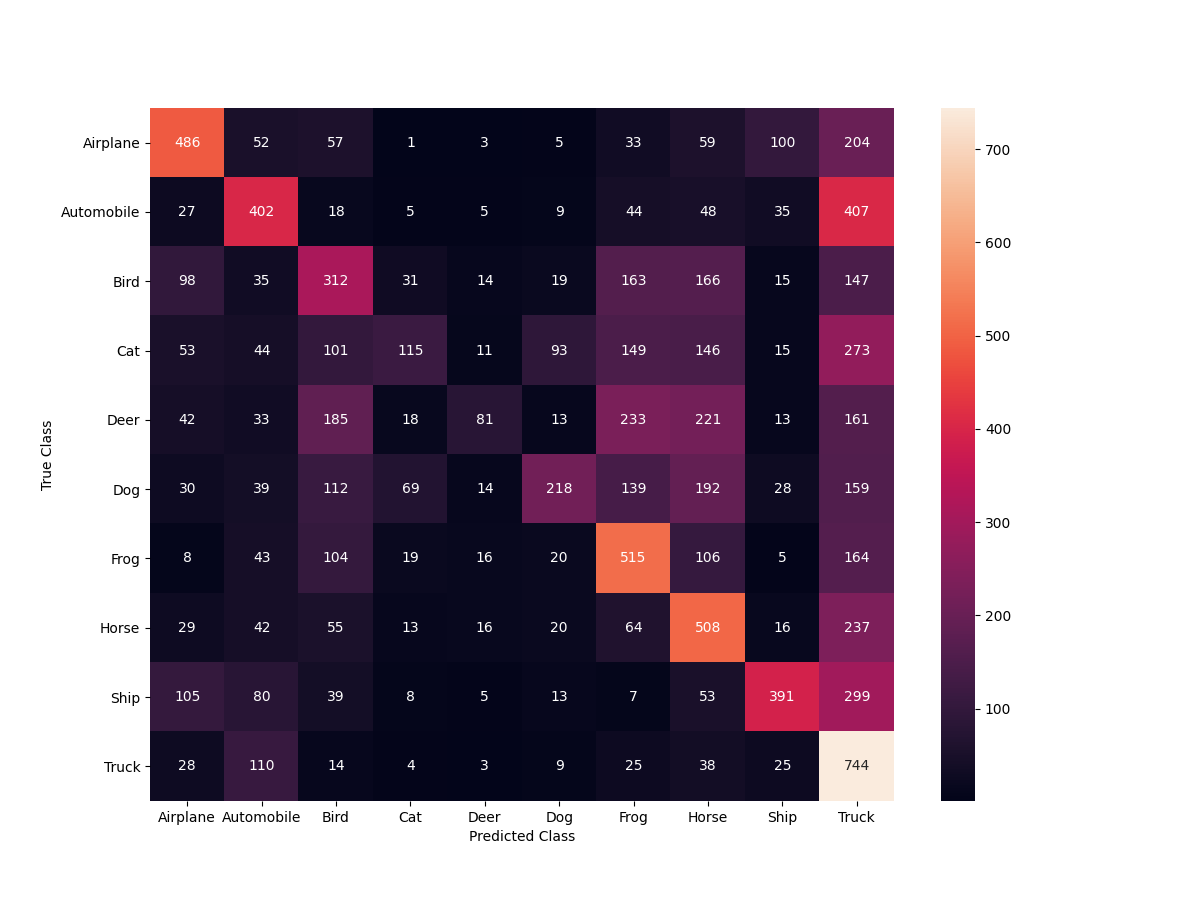 Airplane 486 52 57 1 3 5 33 59 100 204
Automobile 27 402 18 5 5 9 44 48 35 407
Bird 98 35 312 31 14 19 163 166 15 147
Cat 53 44 101 115 11 93 149 146 15 273
Deer 42 33 185 18 81 13 233 221 13 161
Dog 30 39 112 69 14 218 139 192 28 159
Frog 8 43 104 19 16 20 515 106 5 164
Horse 29 42 55 13 16 20 64 508 16 237
Ship 105 80 39 8 5 13 7 53 391 299
Truck 28 110 14 4 3 9 25 38 25 744
Airplane Automobile Bird Cat Deer Dog Frog Horse Ship Truck
Predicted Class
True Class
700
600
500
400
300
200
100